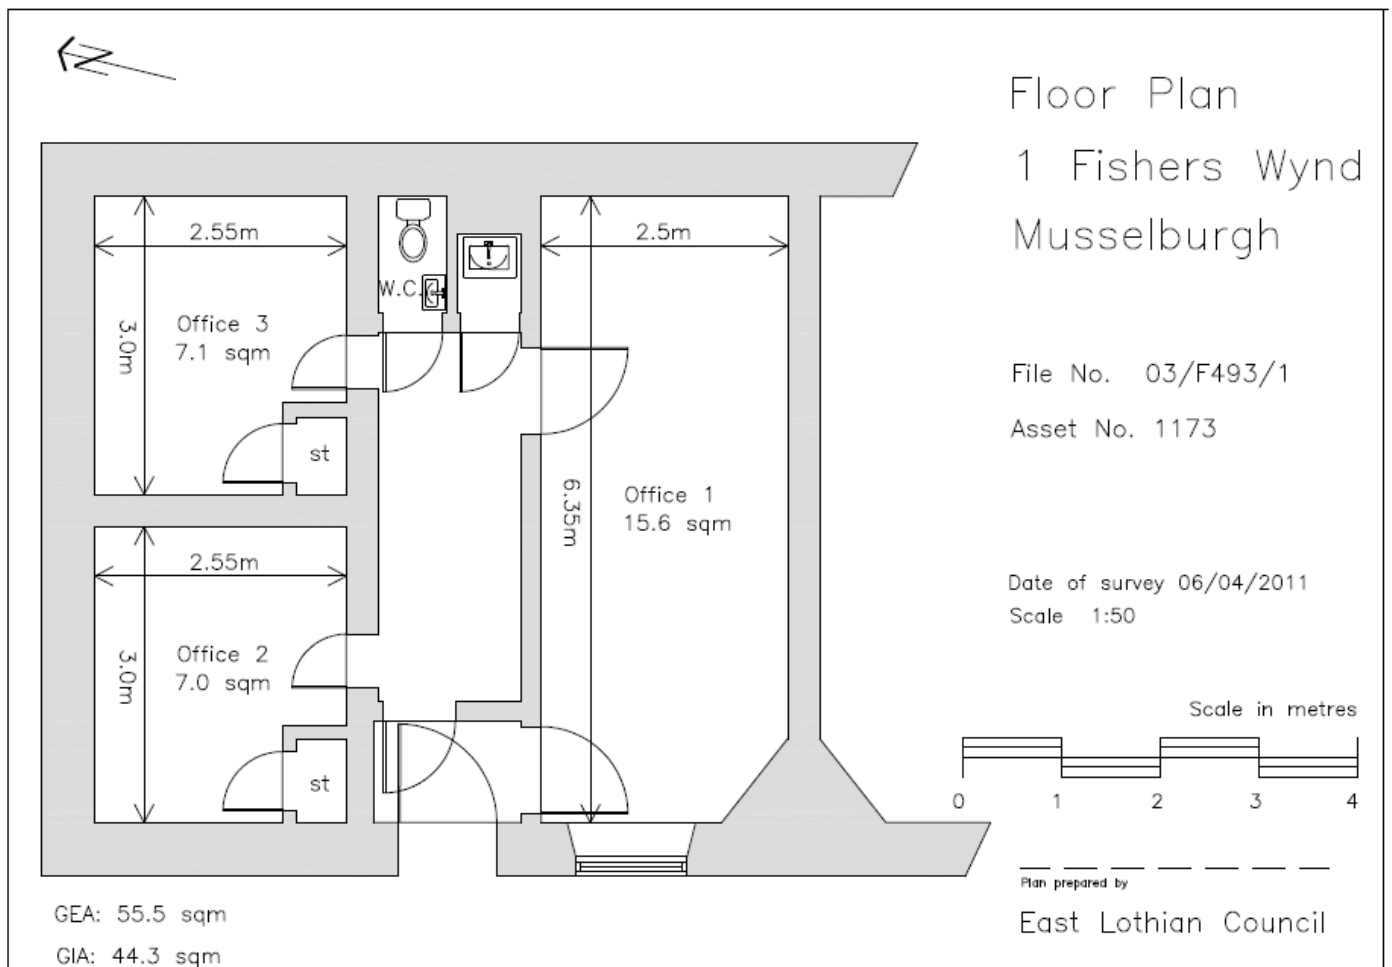 N
Floor Plan
1 Fishers Wynd
Musselburgh
2.55m
2.5m
W.C.
Office 3
7.1 sqm
3.0m
File No. 03/F493/1
Asset No. 1173
st
Office 1
15.6 sqm
6.35m
2.55m
Date of survey 06/04/2011
Scale 1:50
Office 2
7.0 sqm
3.0m
Scale in metres
st
0 1 2 3 4
Plan prepared by
East Lothian Council
GEA: 55.5 sqm
GIA: 44.3 sqm